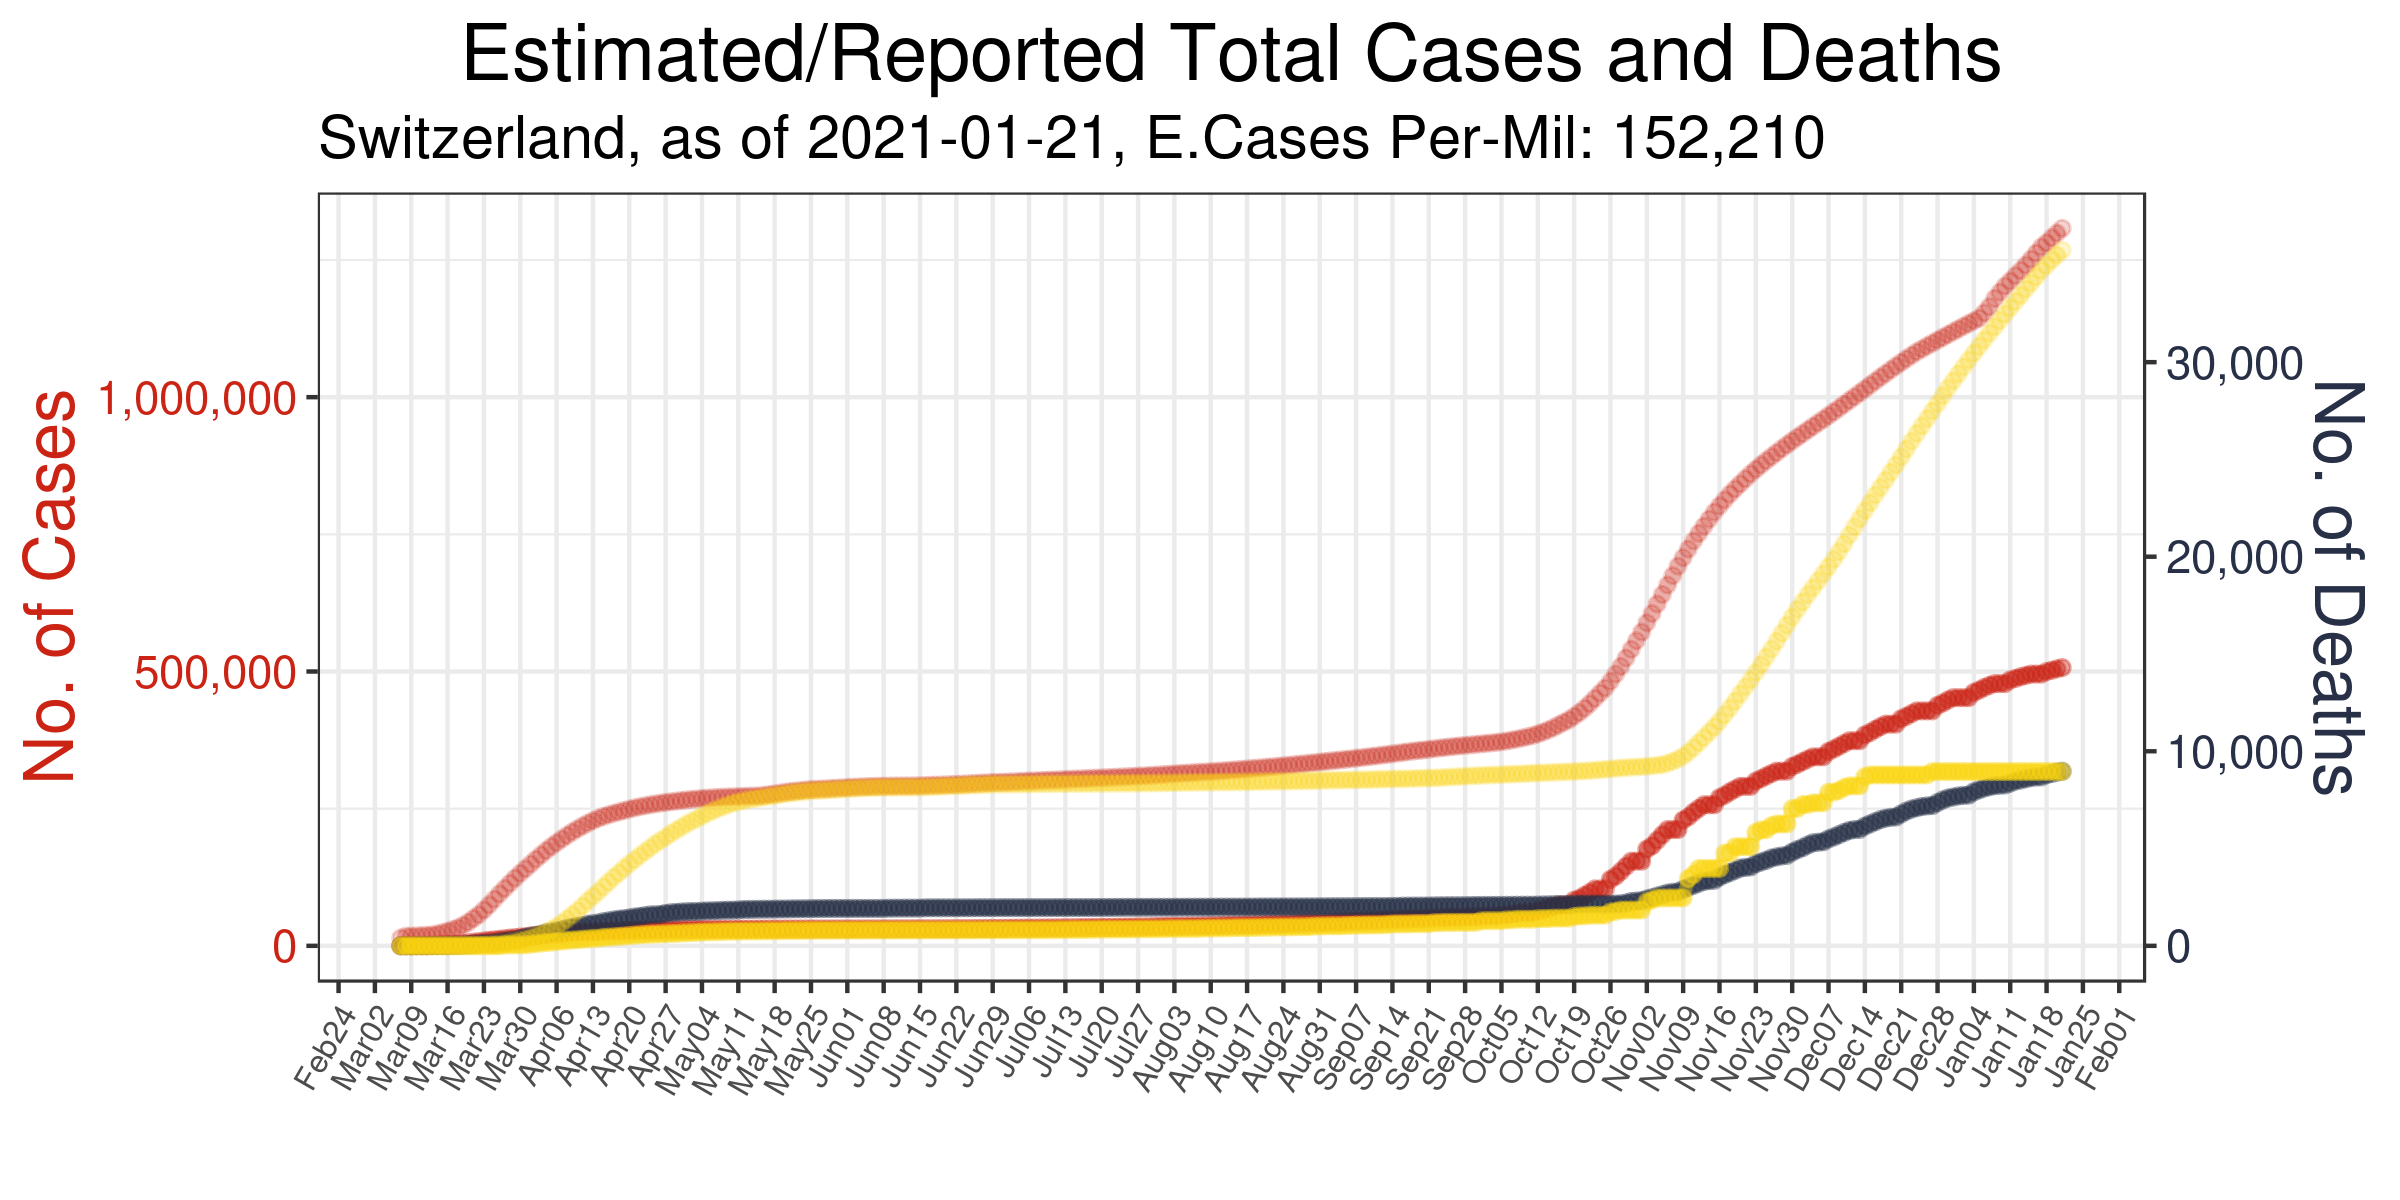 Estimated/Reported Total Cases and Deaths
Switzerland, as of 2021-01-21, E.Cases Per-Mil: 152,210
No. of Cases
1,000,000
500,000
0
30,000
20,000
10,000
0
No. of Deaths
Feb24
Mar02
Mar09
Mar16
Mar23
Mar30
Apr06
Apr13
Apr20
Apr27
May04
May11
May18
May25
Jun01
Jun08
Jun15
Jun22
Jun29
Jul06
Jul13
Jul20
Jul27
Aug03
Aug10
Aug17
Aug24
Aug31
Sep07
Sep14
Sep21
Sep28
Oct05
Oct12
Oct19
Oct26
Nov02
Nov09
Nov16
Nov23
Nov30
Dec07
Dec14
Dec21
Dec28
Jan04
Jan11
Jan18
Jan25
Feb01